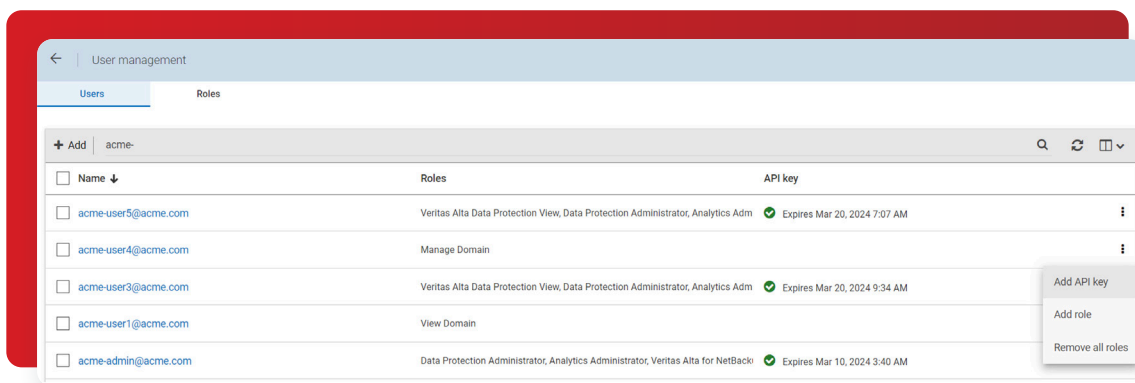 User management
Users Roles
Add acme-
Name Roles API key
acme-user5@acme.com Veritas Alta Data Protection View, Data Protection Administrator, Analytics Adm Expires Mar 20, 2024 7:07 AM
acme-user4@acme.com Manage Domain
acme-user3@acme.com Veritas Alta Data Protection View, Data Protection Administrator, Analytics Adm Expires Mar 20, 2024 9:34 AM
Add API key
Add role
acme-user1@acme.com View Domain
Remove all roles
acme-admin@acme.com Data Protection Administrator, Analytics Administrator, Veritas Alta for NetBack Expires Mar 10, 2024 3:40 AM